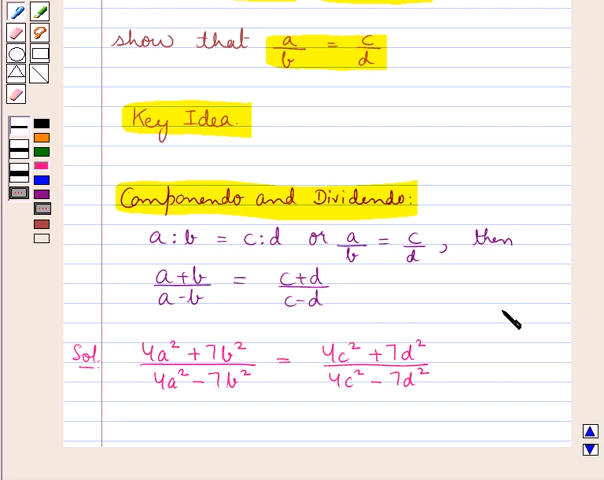 show that a/b = c/d
Key Idea.
Componendo and Dividendo:
a : b = c : d or a/b = c/d , then
(a+b)/(a-b) = (c+d)/(c-d)
Sol. (4a² + 7b²)/(4a² - 7b²) = (4c² + 7d²)/(4c² - 7d²)